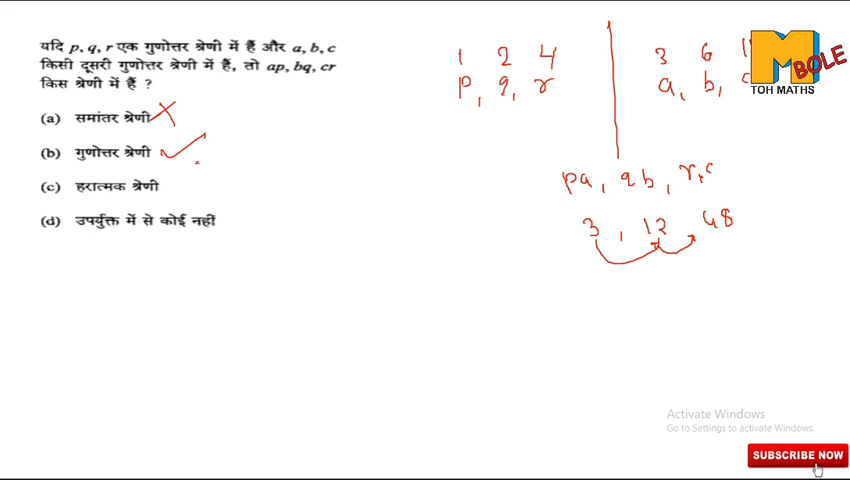 यदि p, q, r एक गुणोत्तर श्रेणी में हैं और a, b, c
किसी दूसरी गुणोत्तर श्रेणी में हैं, तो ap, bq, cr
किस श्रेणी में हैं ?
(a) समांतर श्रेणी
(b) गुणोत्तर श्रेणी
(c) हरात्मक श्रेणी
(d) उपर्युक्त में से कोई नहीं
1 2 4
p, q, r
3 6 1
a, b, c
pa, qb, r,c
3, 12 48
M BOLE
TOH MATHS
Activate Windows
Go to Settings to activate Windows.
SUBSCRIBE NOW